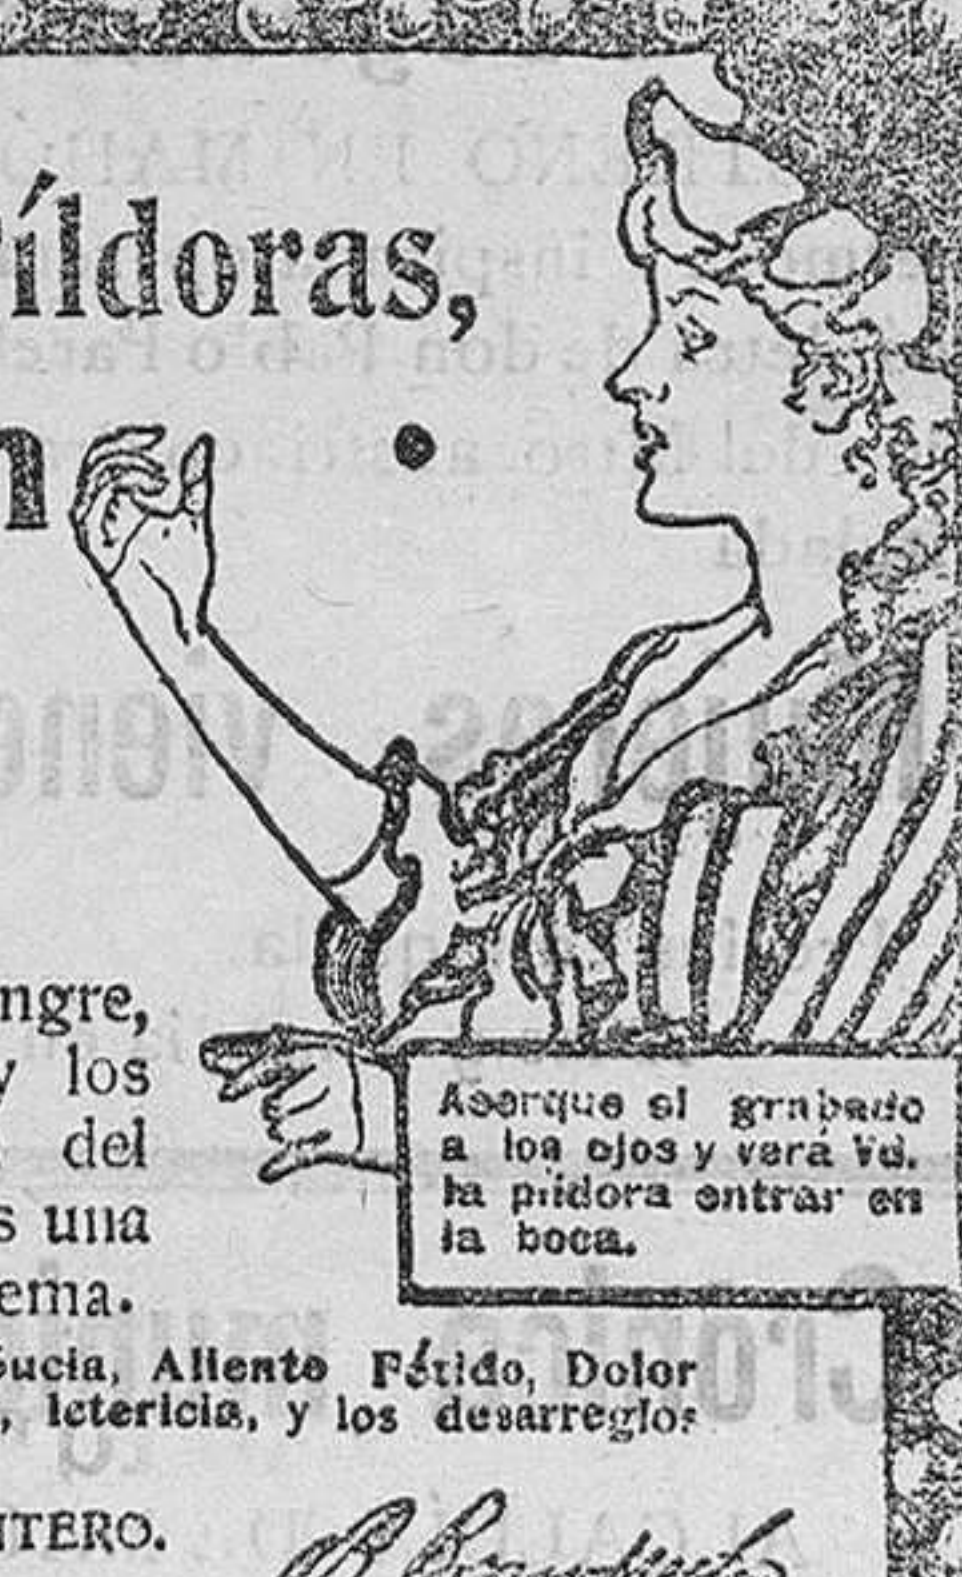 íldoras,
n
ngre,
y los
del
s una
ema.
Acerque el grabado
a los ojos y verá Vd.
la píldora entrar en
la boca.
Sucia, Aliento Fétido, Dolor
, Ictericia, y los desarreglos
NTERO.